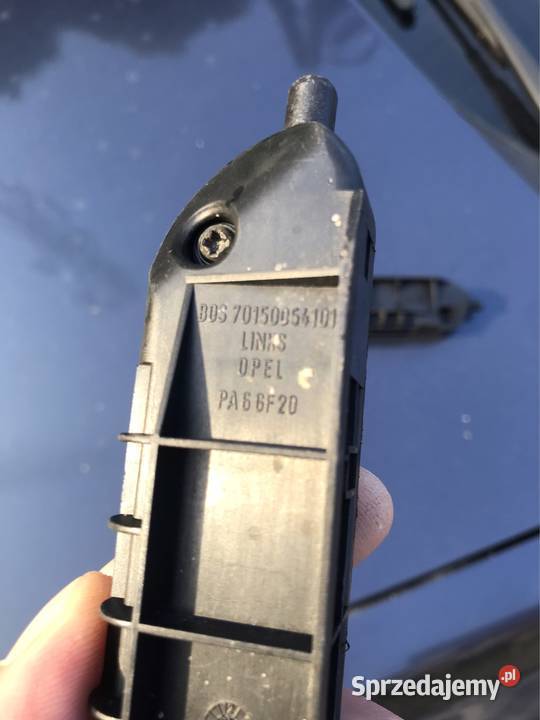 BOS 70150054101
LINKS
OPEL
PA66F20
Sprzedajemy.pl